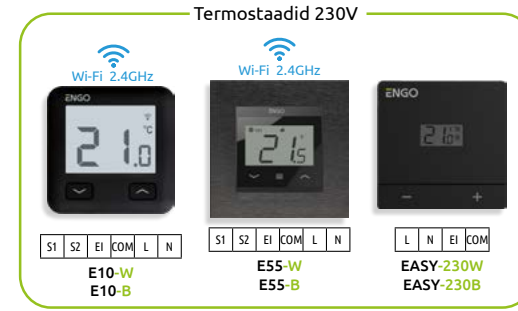 Termostaadid 230V
Wi-Fi 2.4GHz
Wi-Fi 2.4GHz
ENGO
°C
21.0
ENGO
21.5
ENGO
21.0
S1 S2 EI COM L N
E10-W
E10-B
S1 S2 EI COM L N
E55-W
E55-B
L N EI COM
EASY-230W
EASY-230B